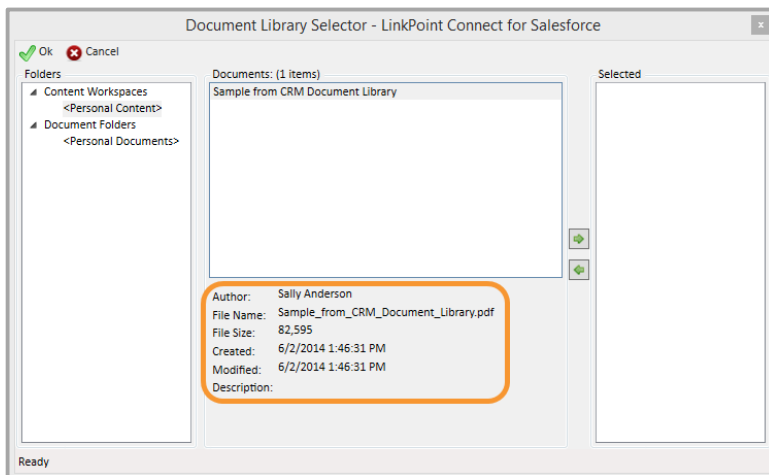 Document Library Selector - LinkPoint Connect for Salesforce
x
Ok Cancel
Folders
Content Workspaces
<Personal Content>
Document Folders
<Personal Documents>
Documents: (1 items)
Sample from CRM Document Library
Author: Sally Anderson
File Name: Sample_from_CRM_Document_Library.pdf
File Size: 82,595
Created: 6/2/2014 1:46:31 PM
Modified: 6/2/2014 1:46:31 PM
Description:
Selected
Ready